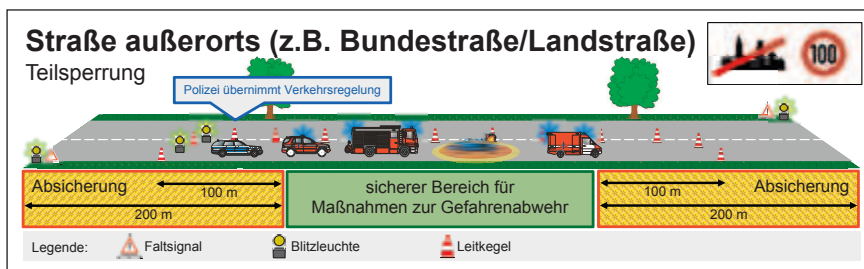 Straße außerorts (z.B. Bundestraße/Landstraße)
Teilsperrung
100
Polizei übernimmt Verkehrsregelung
Absicherung
100 m
200 m
sicherer Bereich für
Maßnahmen zur Gefahrenabwehr
100 m
Absicherung
200 m
Legende:
Faltsignal
Blitzleuchte
Leitkegel